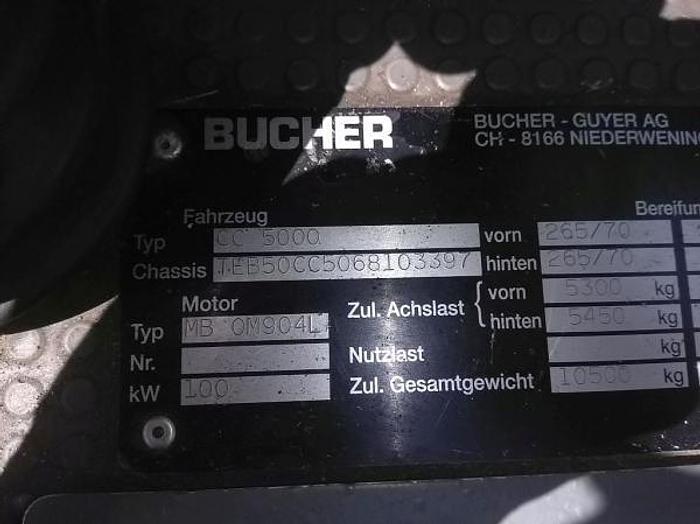 BUCHER
BUCHER - GUYER AG
CH - 8166 NIEDERWENING
Bereifun
Fahrzeug
Typ CC 5000 vorn 265/70
Chassis TEB50CC5068103397 hinten 265/70
Motor
Typ MB OM904L
Nr.
kW 100
Zul. Achslast { vorn 5300 kg
hinten 5450 kg
Nutzlast kg
Zul. Gesamtgewicht 10500 kg